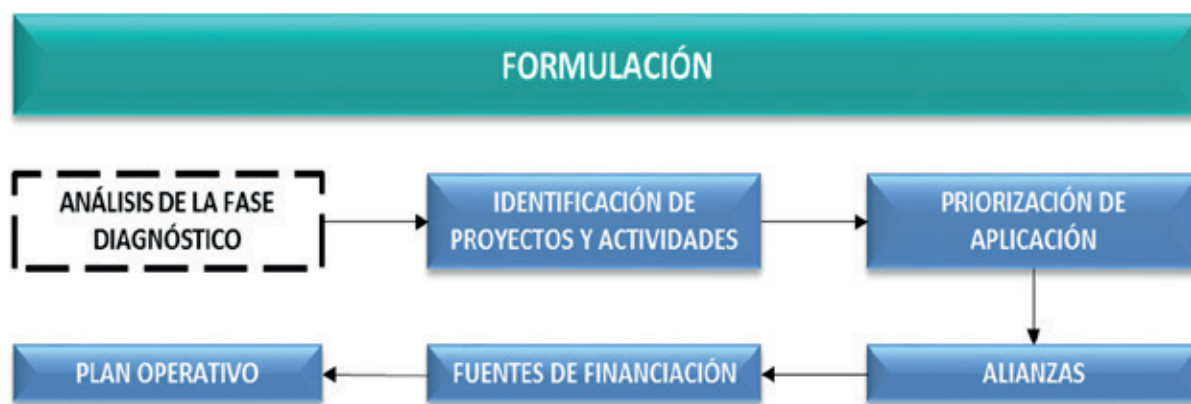 FORMULACIÓN
ANÁLISIS DE LA FASE
DIAGNÓSTICO
IDENTIFICACIÓN DE
PROYECTOS Y ACTIVIDADES
PRIORIZACIÓN DE
APLICACIÓN
ALIANZAS
FUENTES DE FINANCIACIÓN
PLAN OPERATIVO